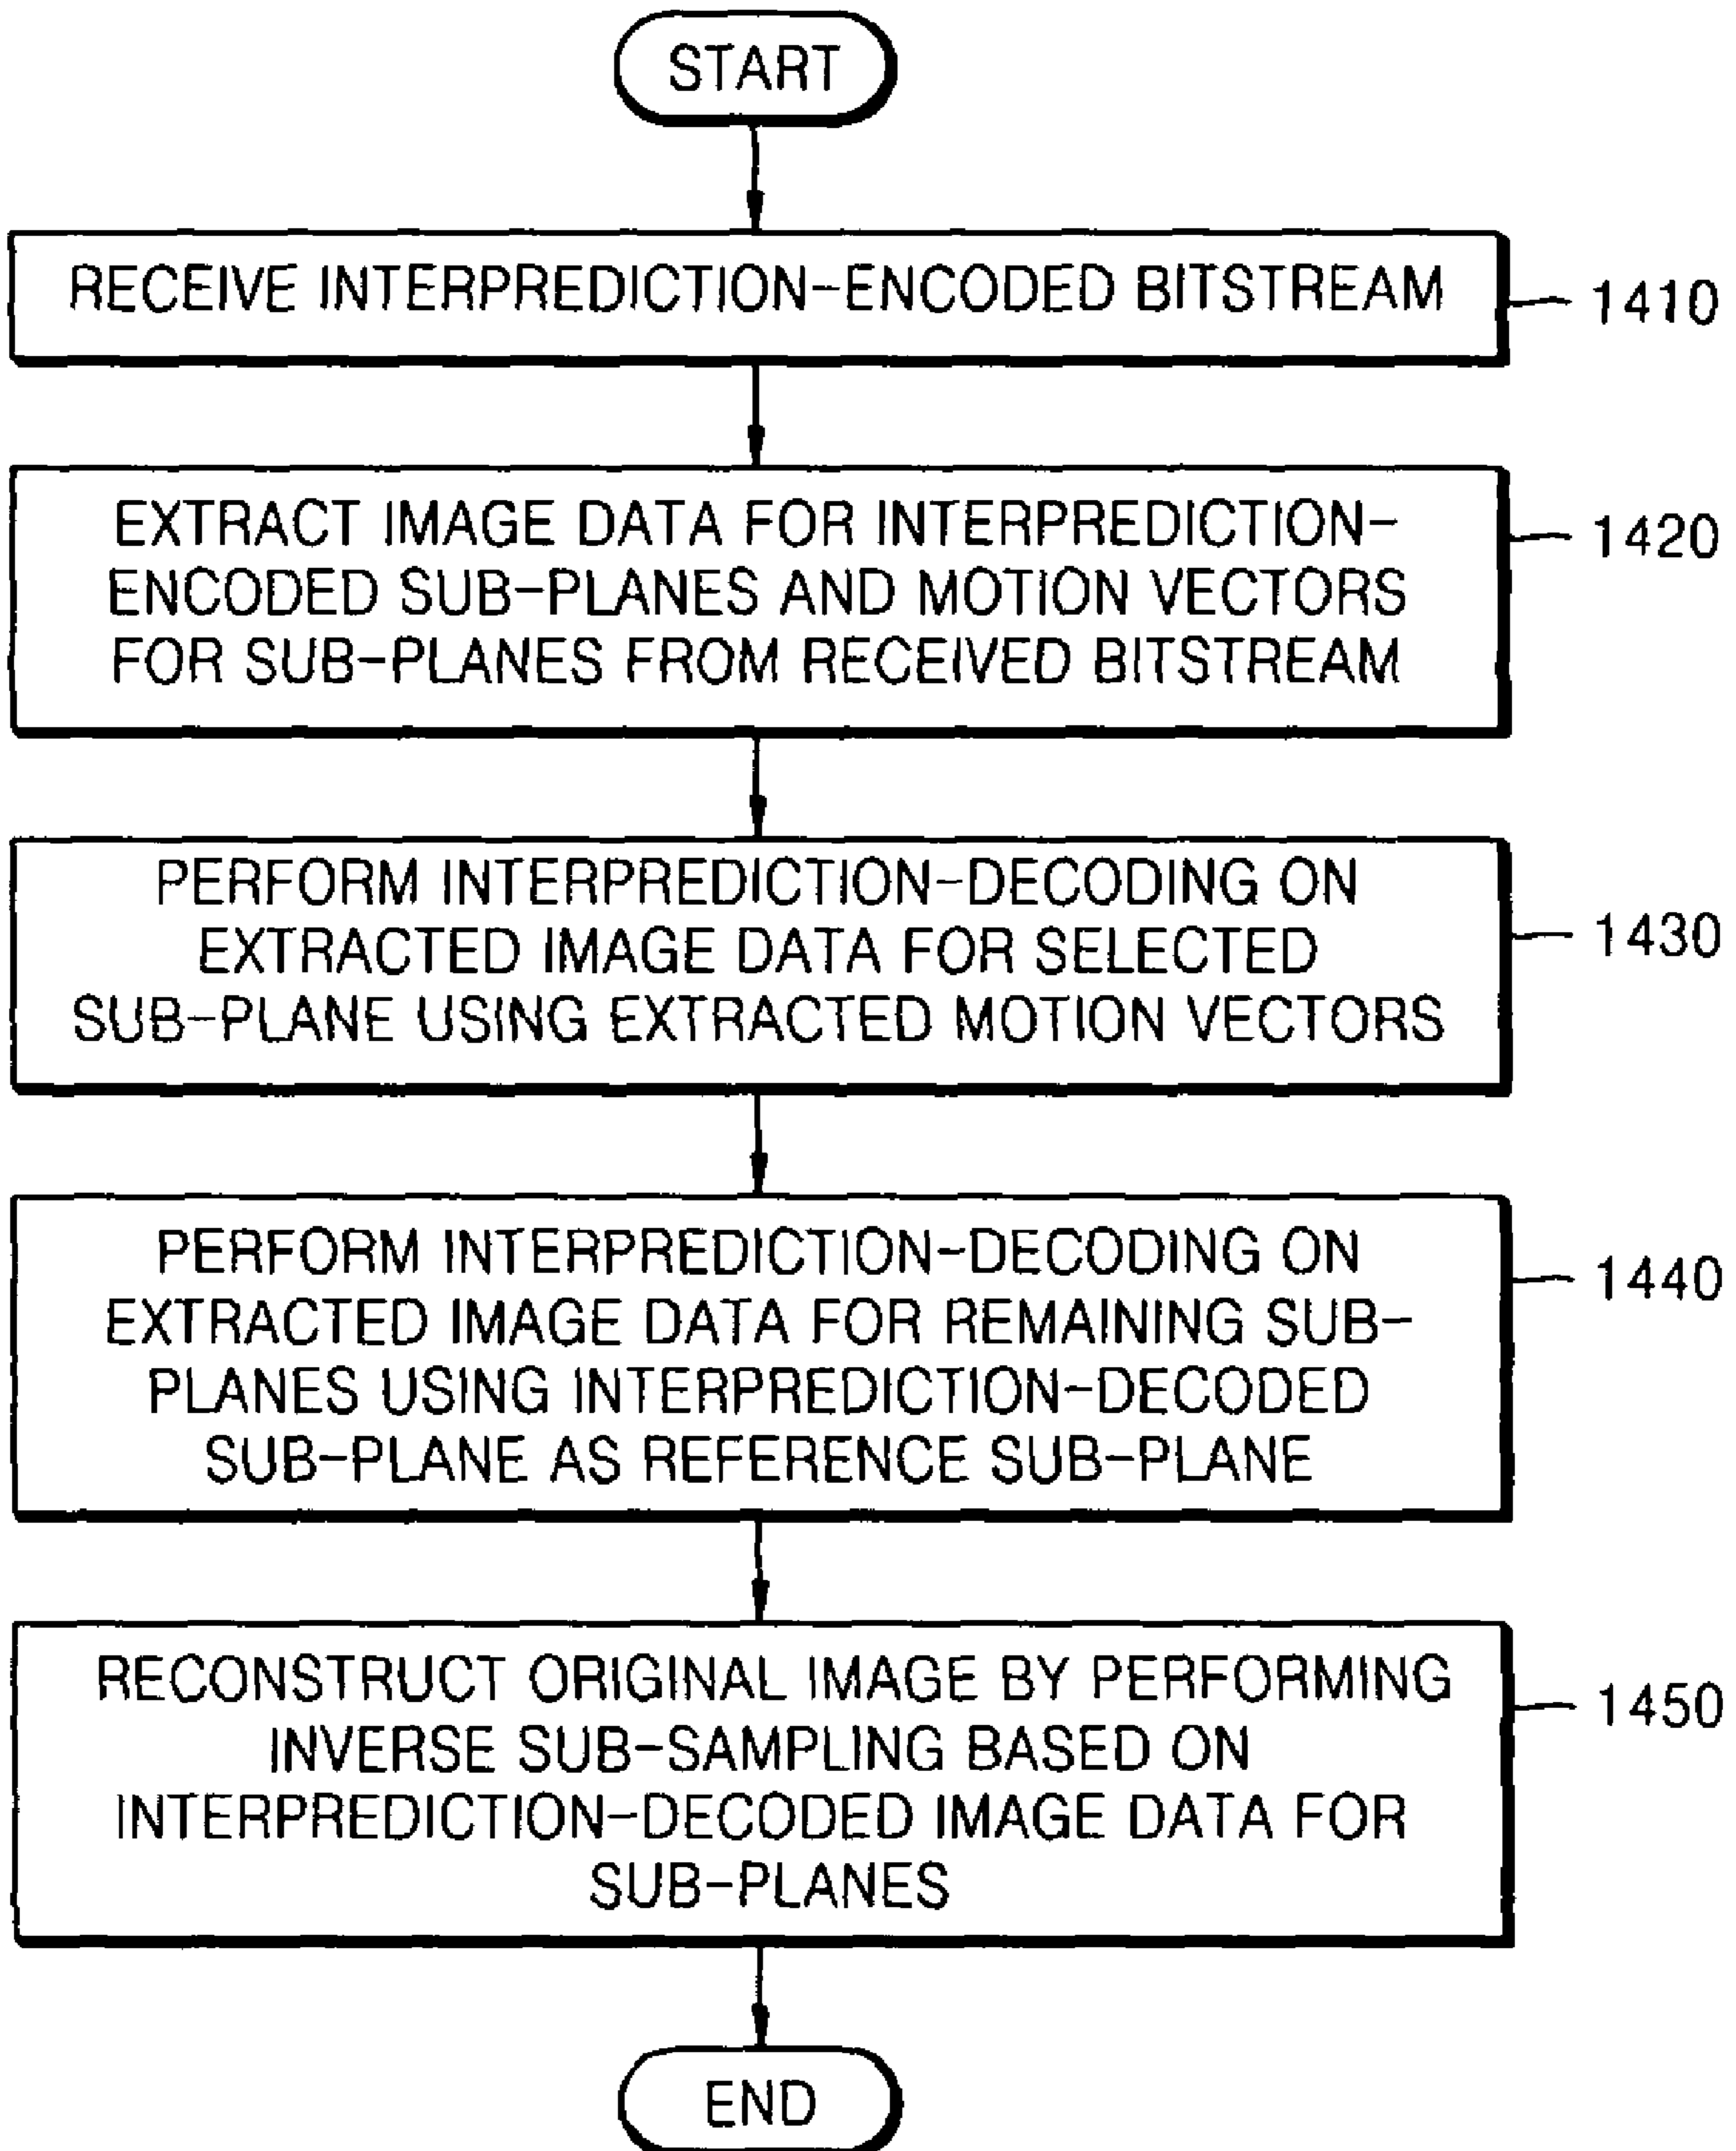 START
RECEIVE INTERPREDICTION-ENCODED BITSTREAM
1410
EXTRACT IMAGE DATA FOR INTERPREDICTION-
ENCODED SUB-PLANES AND MOTION VECTORS
FOR SUB-PLANES FROM RECEIVED BITSTREAM
1420
PERFORM INTERPREDICTION-DECODING ON
EXTRACTED IMAGE DATA FOR SELECTED
SUB-PLANE USING EXTRACTED MOTION VECTORS
1430
PERFORM INTERPREDICTION-DECODING ON
EXTRACTED IMAGE DATA FOR REMAINING SUB-
PLANES USING INTERPREDICTION-DECODED
SUB-PLANE AS REFERENCE SUB-PLANE
1440
RECONSTRUCT ORIGINAL IMAGE BY PERFORMING
INVERSE SUB-SAMPLING BASED ON
INTERPREDICTION-DECODED IMAGE DATA FOR
SUB-PLANES
1450
END